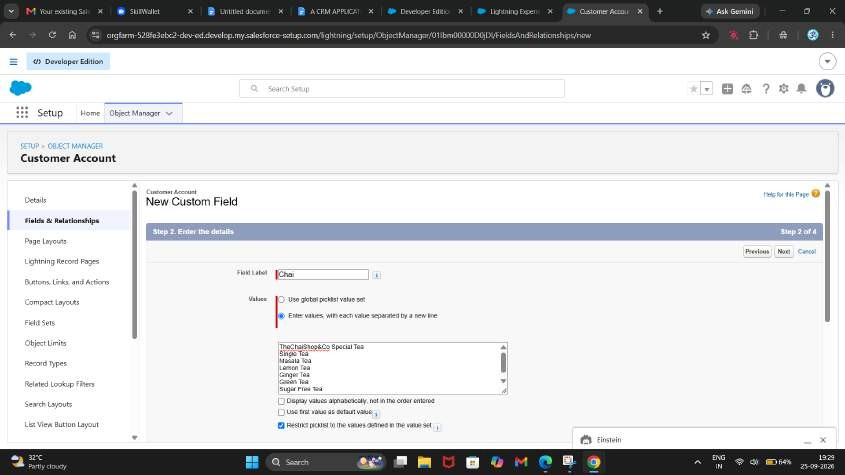 Your existing Sale
SkillWallet
Untitled docume
A CRM APPLICAT
Developer Editio
Lightning Experie
Customer Accou
Ask Gemini
orgfarm-528fe3ebc2-dev-ed.develop.my.salesforce-setup.com/lightning/setup/ObjectManager/01Ibm00000D0jDI/FieldsAndRelationships/new
</> Developer Edition
Search Setup
Setup
Home
Object Manager
SETUP > OBJECT MANAGER
Customer Account
Details
Fields & Relationships
Page Layouts
Lightning Record Pages
Buttons, Links, and Actions
Compact Layouts
Field Sets
Object Limits
Record Types
Related Lookup Filters
Search Layouts
List View Button Layout
Customer Account
New Custom Field
Help for this Page
Step 2. Enter the details
Step 2 of 4
Previous
Next
Cancel
Field Label
Chai
Values
Use global picklist value set
Enter values, with each value separated by a new line
TheChaiShop&Co Special Tea
Single Tea
Masala Tea
Lemon Tea
Ginger Tea
Green Tea
Sugar Free Tea
Display values alphabetically, not in the order entered
Use first value as default value
Restrict picklist to the values defined in the value set
Einstein
32°C
Partly cloudy
Search
ENG
IN
64%
19:29
25-09-2026